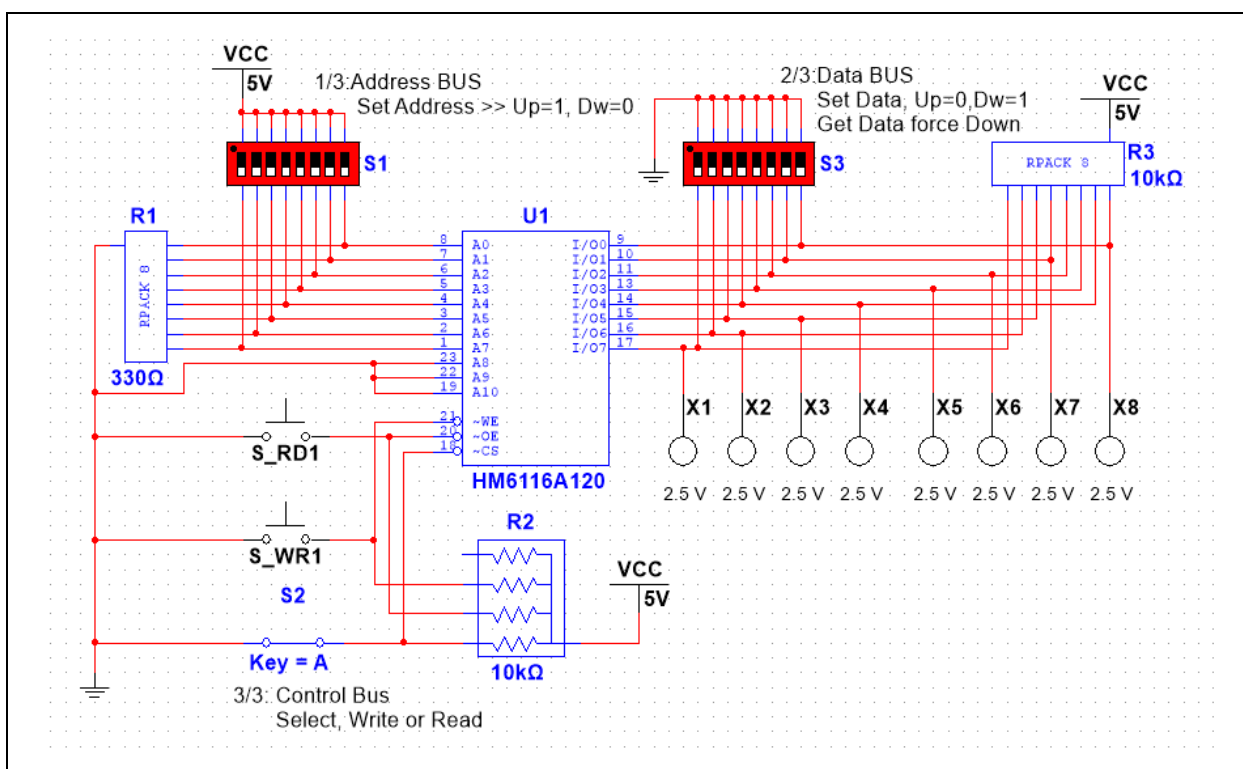 VCC
5V
1/3:Address BUS
Set Address >> Up=1, Dw=0
S1
2/3:Data BUS
Set Data, Up=0,Dw=1
Get Data force Down
S3
VCC
5V
RPACK 8
R3
10kΩ
R1
RPACK 8
330Ω
U1
8 A0 I/O0 9
7 A1 I/O1 10
6 A2 I/O2 11
5 A3 I/O3 13
4 A4 I/O4 14
3 A5 I/O5 15
2 A6 I/O6 16
1 A7 I/O7 17
23 A8
22 A9
19 A10
21 ~WE
20 ~OE
18 ~CS
HM6116A120
S_RD1
S_WR1
S2
Key = A
X1 X2 X3 X4 X5 X6 X7 X8
2.5 V 2.5 V 2.5 V 2.5 V 2.5 V 2.5 V 2.5 V 2.5 V
R2
10kΩ
VCC
5V
3/3: Control Bus
Select, Write or Read